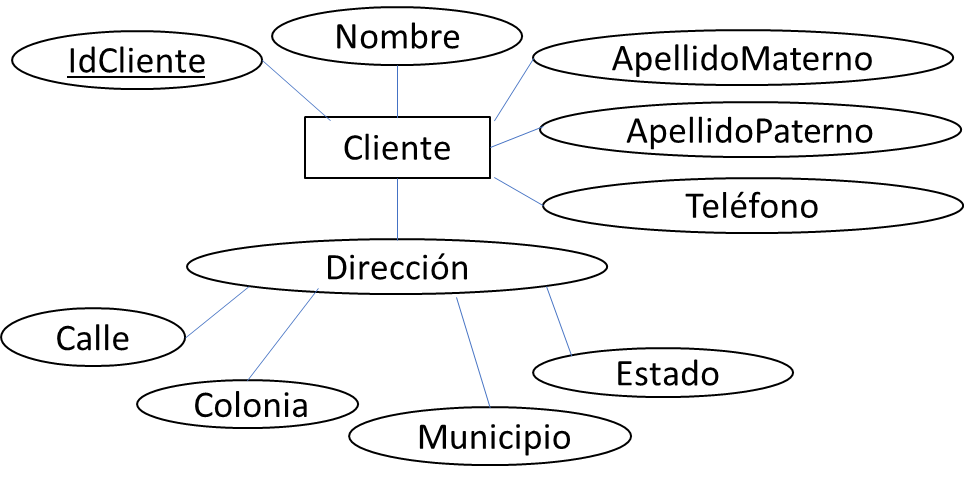 Nombre
IdCliente
ApellidoMaterno
ApellidoPaterno
Cliente
Teléfono
Dirección
Calle
Estado
Colonia
Municipio